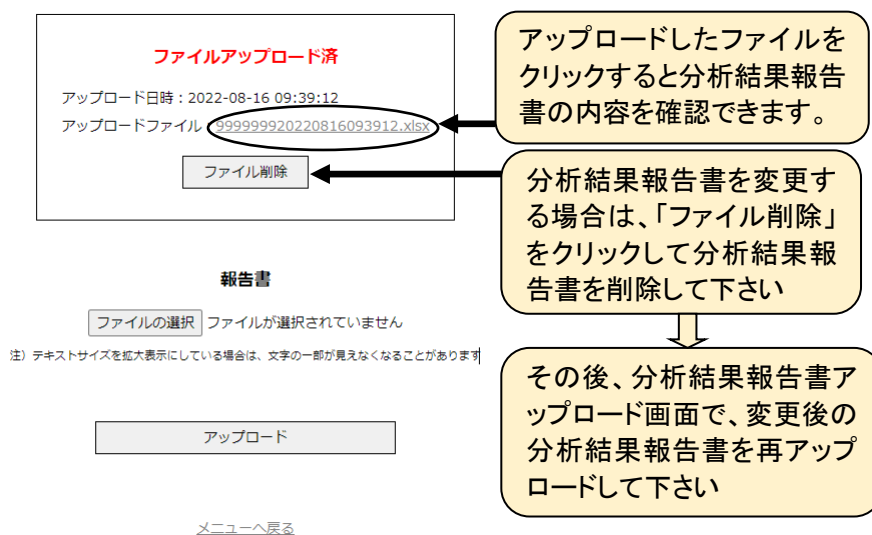 ファイルアップロード済
アップロード日時：2022-08-16 09:39:12
アップロードファイル
999999920220816093912.xlsx
ファイル削除
アップロードしたファイルを
クリックすると分析結果報告
書の内容を確認できます。
分析結果報告書を変更す
る場合は、「ファイル削除」
をクリックして分析結果報
告書を削除して下さい
報告書
ファイルの選択 ファイルが選択されていません
注）テキストサイズを拡大表示にしている場合は、文字の一部が見えなくなることがあります
その後、分析結果報告書ア
ップロード画面で、変更後の
分析結果報告書を再アップ
ロードして下さい
アップロード
メニューへ戻る